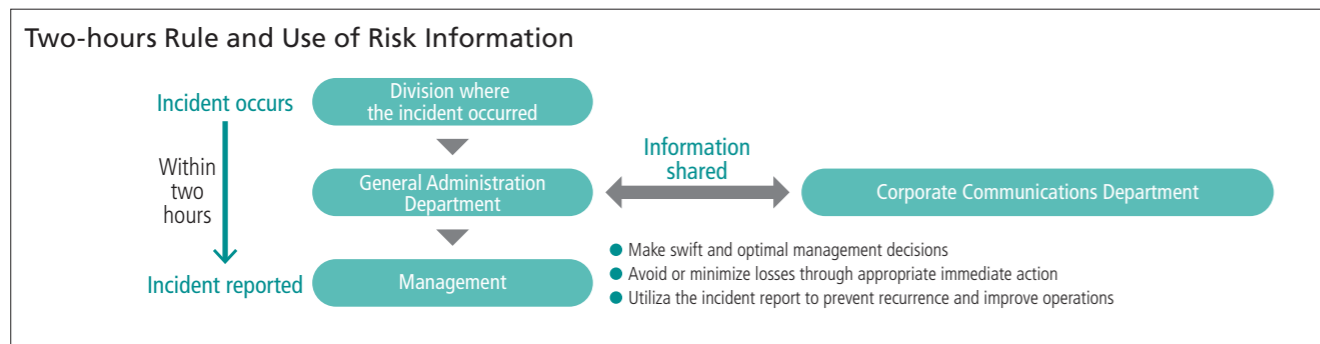 Two-hours Rule and Use of Risk Information
Incident occurs
Division where
the incident occurred
Within
two
hours
General Administration
Department
Information
shared
Corporate Communications Department
Incident reported
Management
● Make swift and optimal management decisions
● Avoid or minimize losses through appropriate immediate action
● Utiliza the incident report to prevent recurrence and improve operations